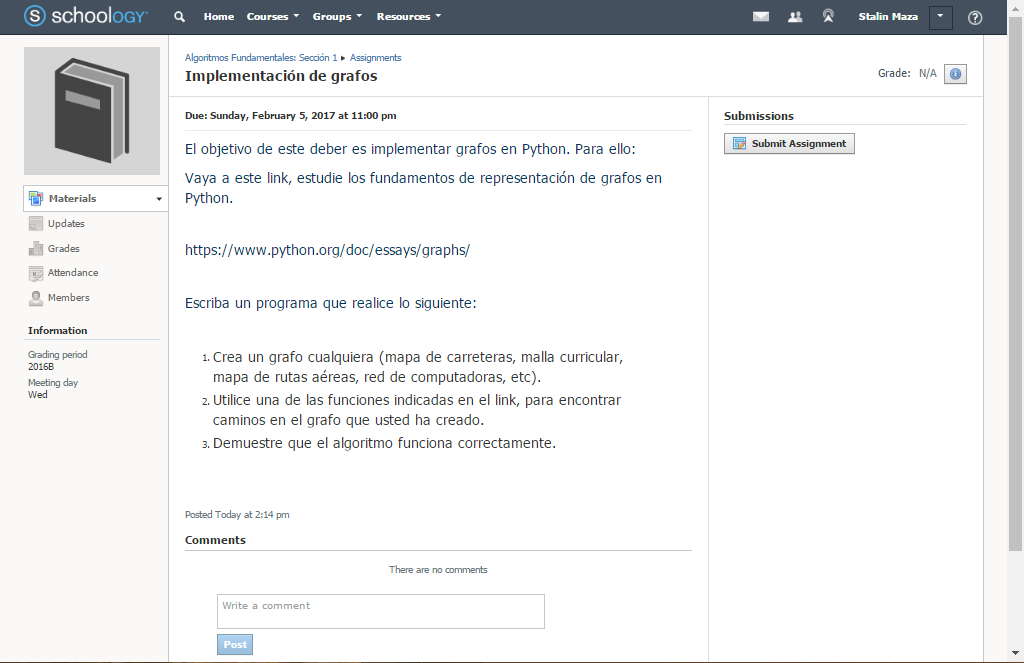 S schoology
Home Courses Groups Resources
Stalin Maza
Algoritmos Fundamentales: Sección 1 ▸ Assignments
Implementación de grafos
Grade: N/A
Due: Sunday, February 5, 2017 at 11:00 pm
El objetivo de este deber es implementar grafos en Python. Para ello:
Vaya a este link, estudie los fundamentos de representación de grafos en
Python.
https://www.python.org/doc/essays/graphs/
Escriba un programa que realice lo siguiente:
1. Crea un grafo cualquiera (mapa de carreteras, malla curricular,
mapa de rutas aéreas, red de computadoras, etc).
2. Utilice una de las funciones indicadas en el link, para encontrar
caminos en el grafo que usted ha creado.
3. Demuestre que el algoritmo funciona correctamente.
Posted Today at 2:14 pm
Comments
There are no comments
Write a comment
Post
Submissions
Submit Assignment
Materials
Updates
Grades
Attendance
Members
Information
Grading period
2016B
Meeting day
Wed